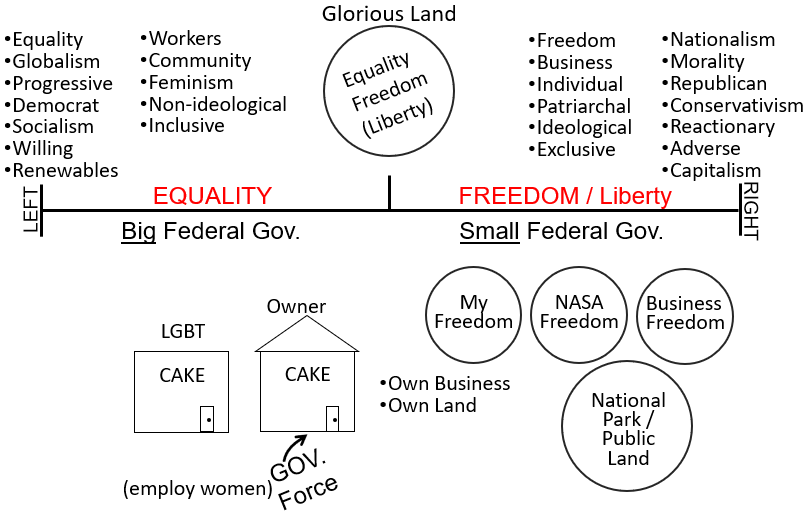 Glorious Land
•Equality
•Globalism
•Progressive
•Democrat
•Socialism
•Willing
•Renewables
•Workers
•Community
•Feminism
•Non-ideological
•Inclusive
Equality
Freedom
(Liberty)
•Freedom
•Business
•Individual
•Patriarchal
•Ideological
•Exclusive
•Nationalism
•Morality
•Republican
•Conservativism
•Reactionary
•Adverse
•Capitalism
LEFT
EQUALITY
FREEDOM / Liberty
RIGHT
Big Federal Gov.
Small Federal Gov.
LGBT
CAKE
Owner
CAKE
•Own Business
•Own Land
(employ women)
GOV.
Force
My
Freedom
NASA
Freedom
Business
Freedom
National
Park /
Public
Land